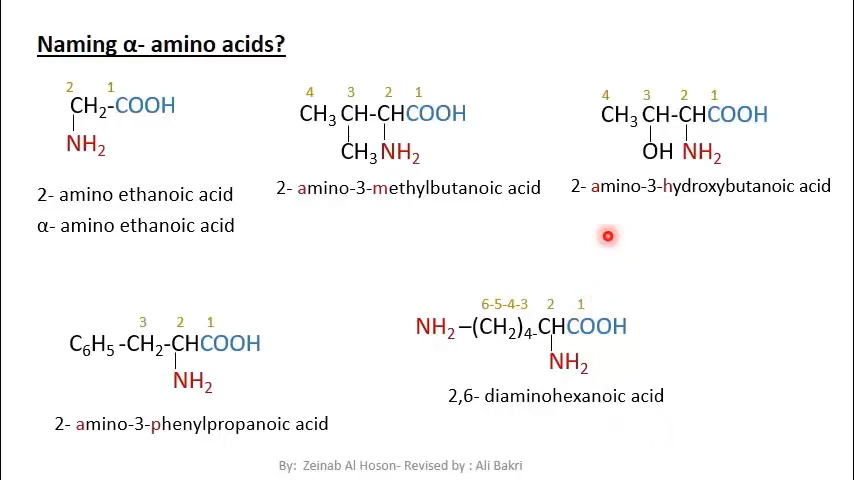 Naming α- amino acids?
2 1
CH2-COOH
NH2
2- amino ethanoic acid
α- amino ethanoic acid
4 3 2 1
CH3 CH-CHCOOH
CH3 NH2
2- amino-3-methylbutanoic acid
4 3 2 1
CH3 CH-CHCOOH
OH NH2
2- amino-3-hydroxybutanoic acid
3 2 1
C6H5 -CH2-CHCOOH
NH2
2- amino-3-phenylpropanoic acid
6-5-4-3 2 1
NH2 –(CH2)4-CHCOOH
NH2
2,6- diaminohexanoic acid
By: Zeinab Al Hoson- Revised by : Ali Bakri